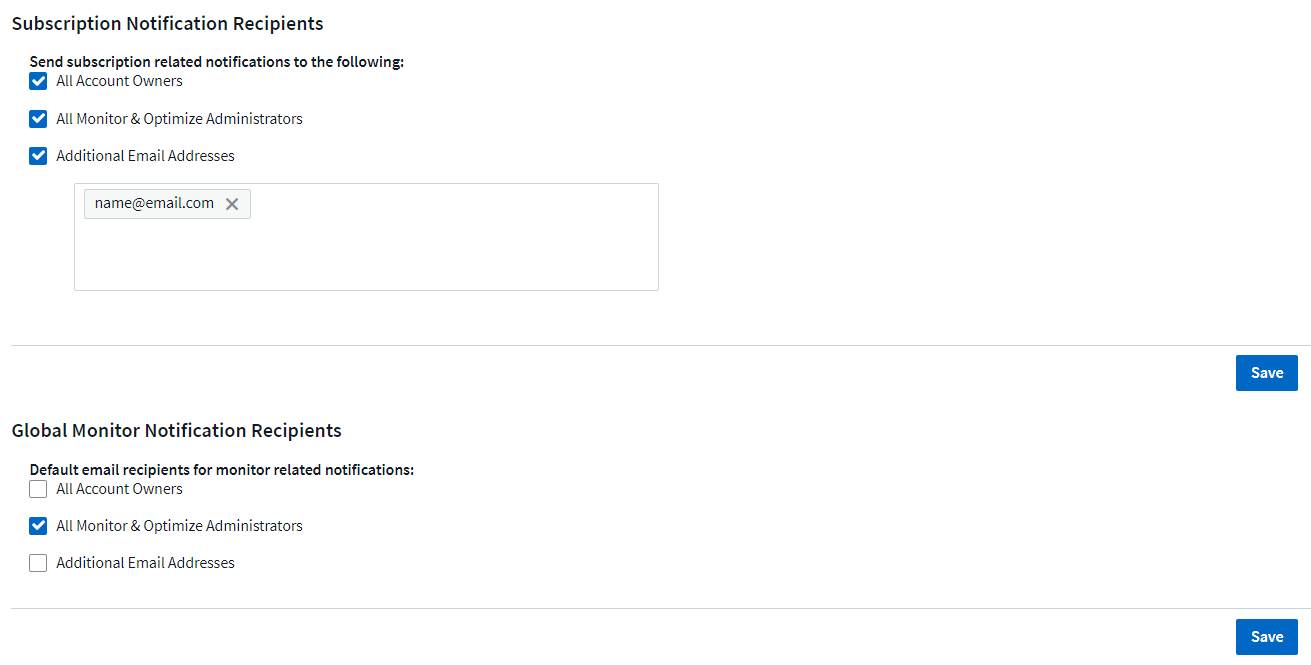 Subscription Notification Recipients
Send subscription related notifications to the following:
All Account Owners
All Monitor & Optimize Administrators
Additional Email Addresses
name@email.com
Save
Global Monitor Notification Recipients
Default email recipients for monitor related notifications:
All Account Owners
All Monitor & Optimize Administrators
Additional Email Addresses
Save